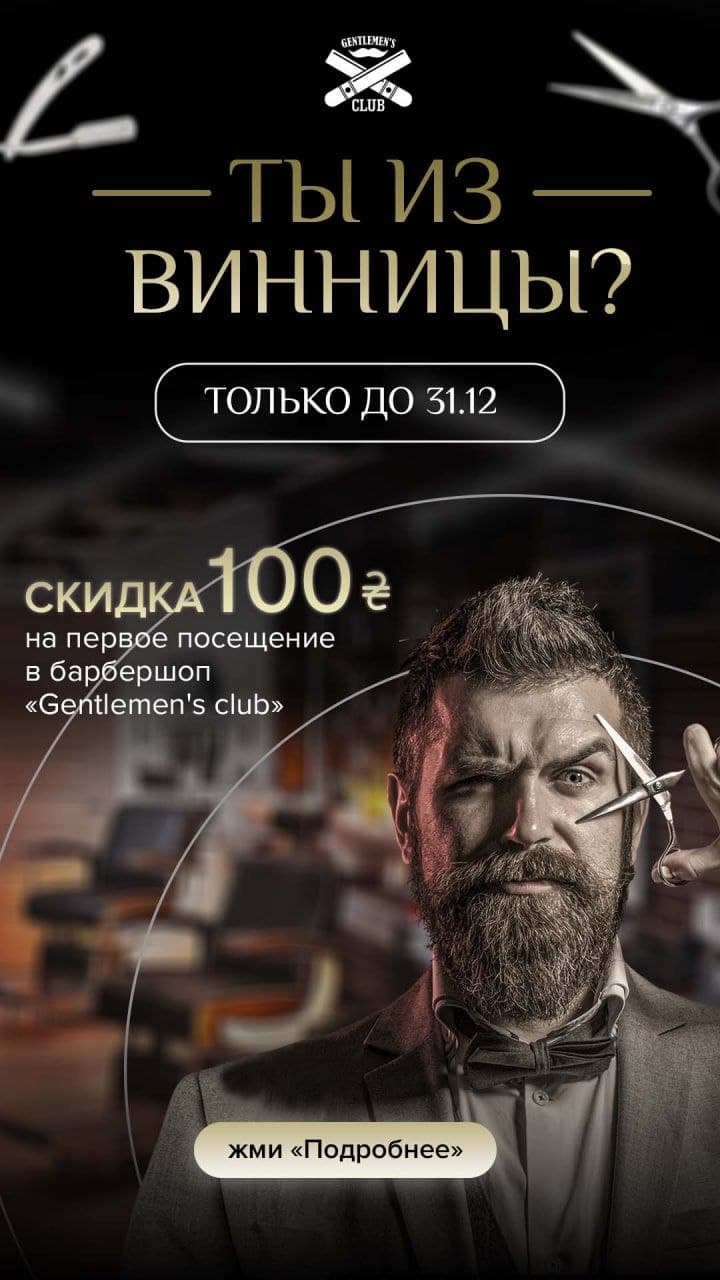 GENTLEMEN'S
CLUB
ТЫ ИЗ
ВИННИЦЫ?
ТОЛЬКО ДО 31.12
СКИДКА 100 ₴
на первое посещение
в барбершоп
«Gentlemen's club»
жми «Подробнее»